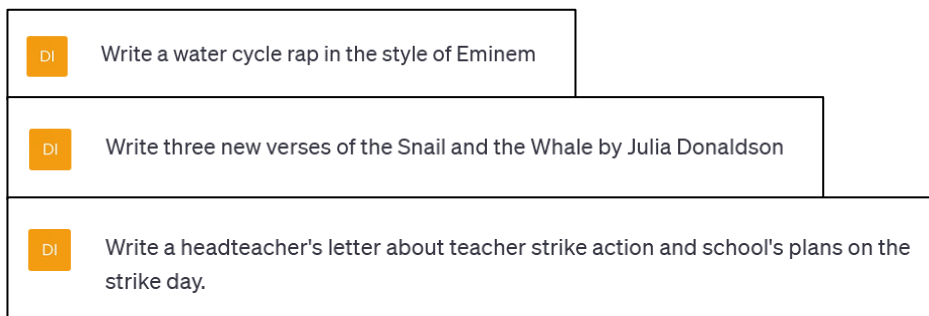 DI Write a water cycle rap in the style of Eminem
DI Write three new verses of the Snail and the Whale by Julia Donaldson
DI Write a headteacher's letter about teacher strike action and school's plans on the
strike day.